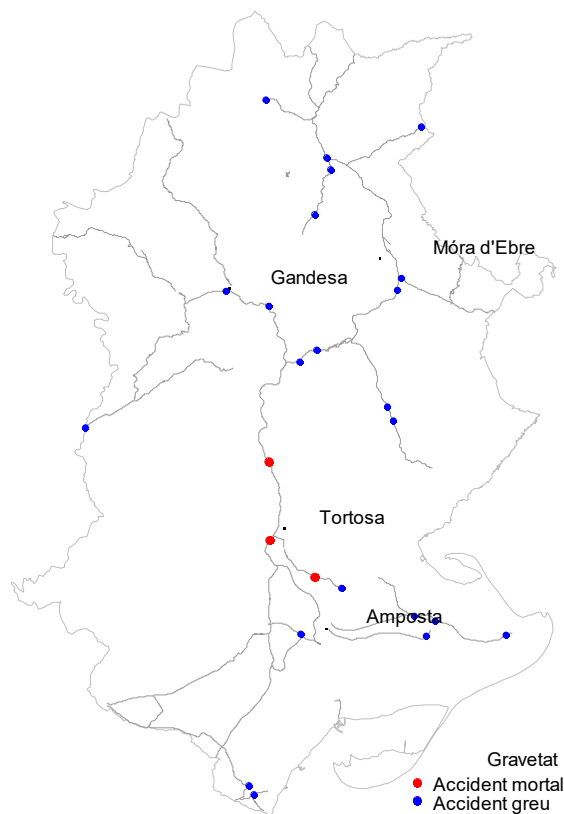 Móra d'Ebre
Gandesa
Tortosa
Amposta
Gravetat
Accident mortal
Accident greu